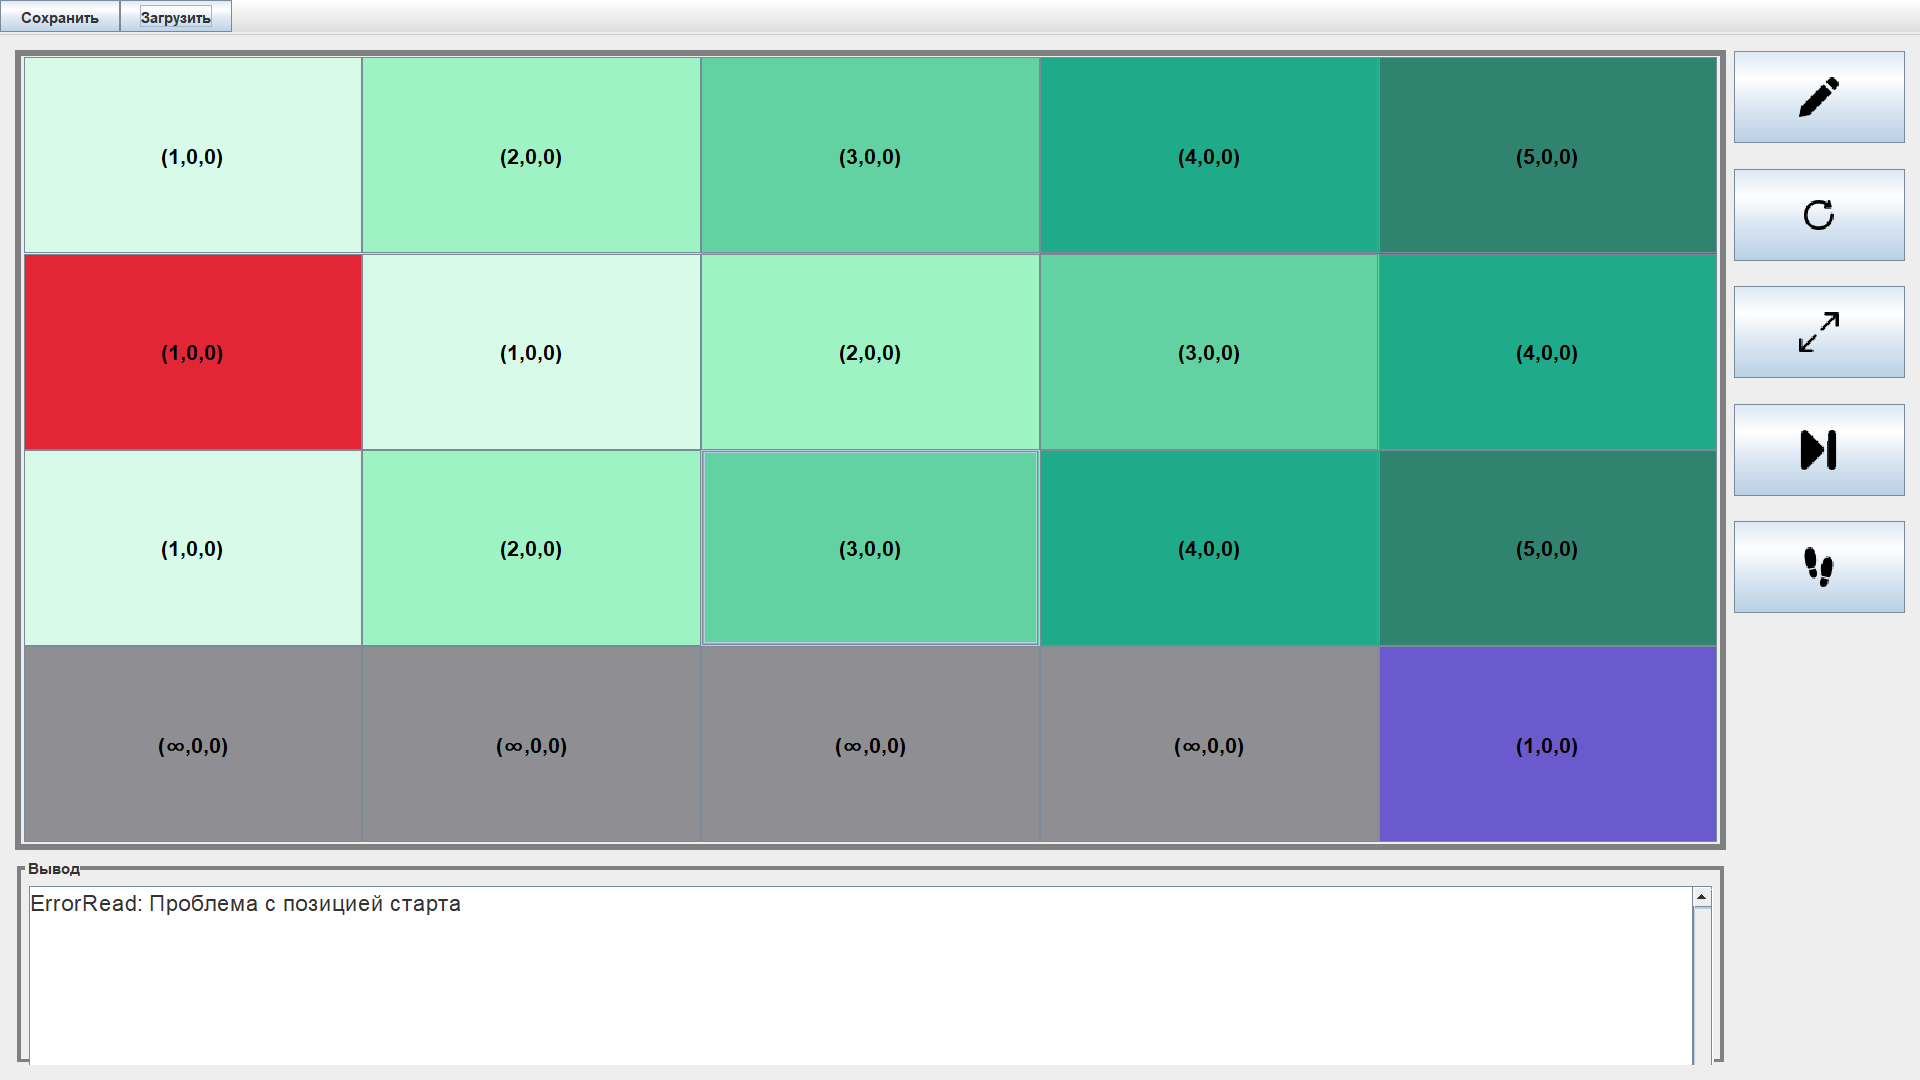 Сохранить Загрузить
(1,0,0) (2,0,0) (3,0,0) (4,0,0) (5,0,0)
(1,0,0) (1,0,0) (2,0,0) (3,0,0) (4,0,0)
(1,0,0) (2,0,0) (3,0,0) (4,0,0) (5,0,0)
(∞,0,0) (∞,0,0) (∞,0,0) (∞,0,0) (1,0,0)
Вывод
ErrorRead: Проблема с позицией старта